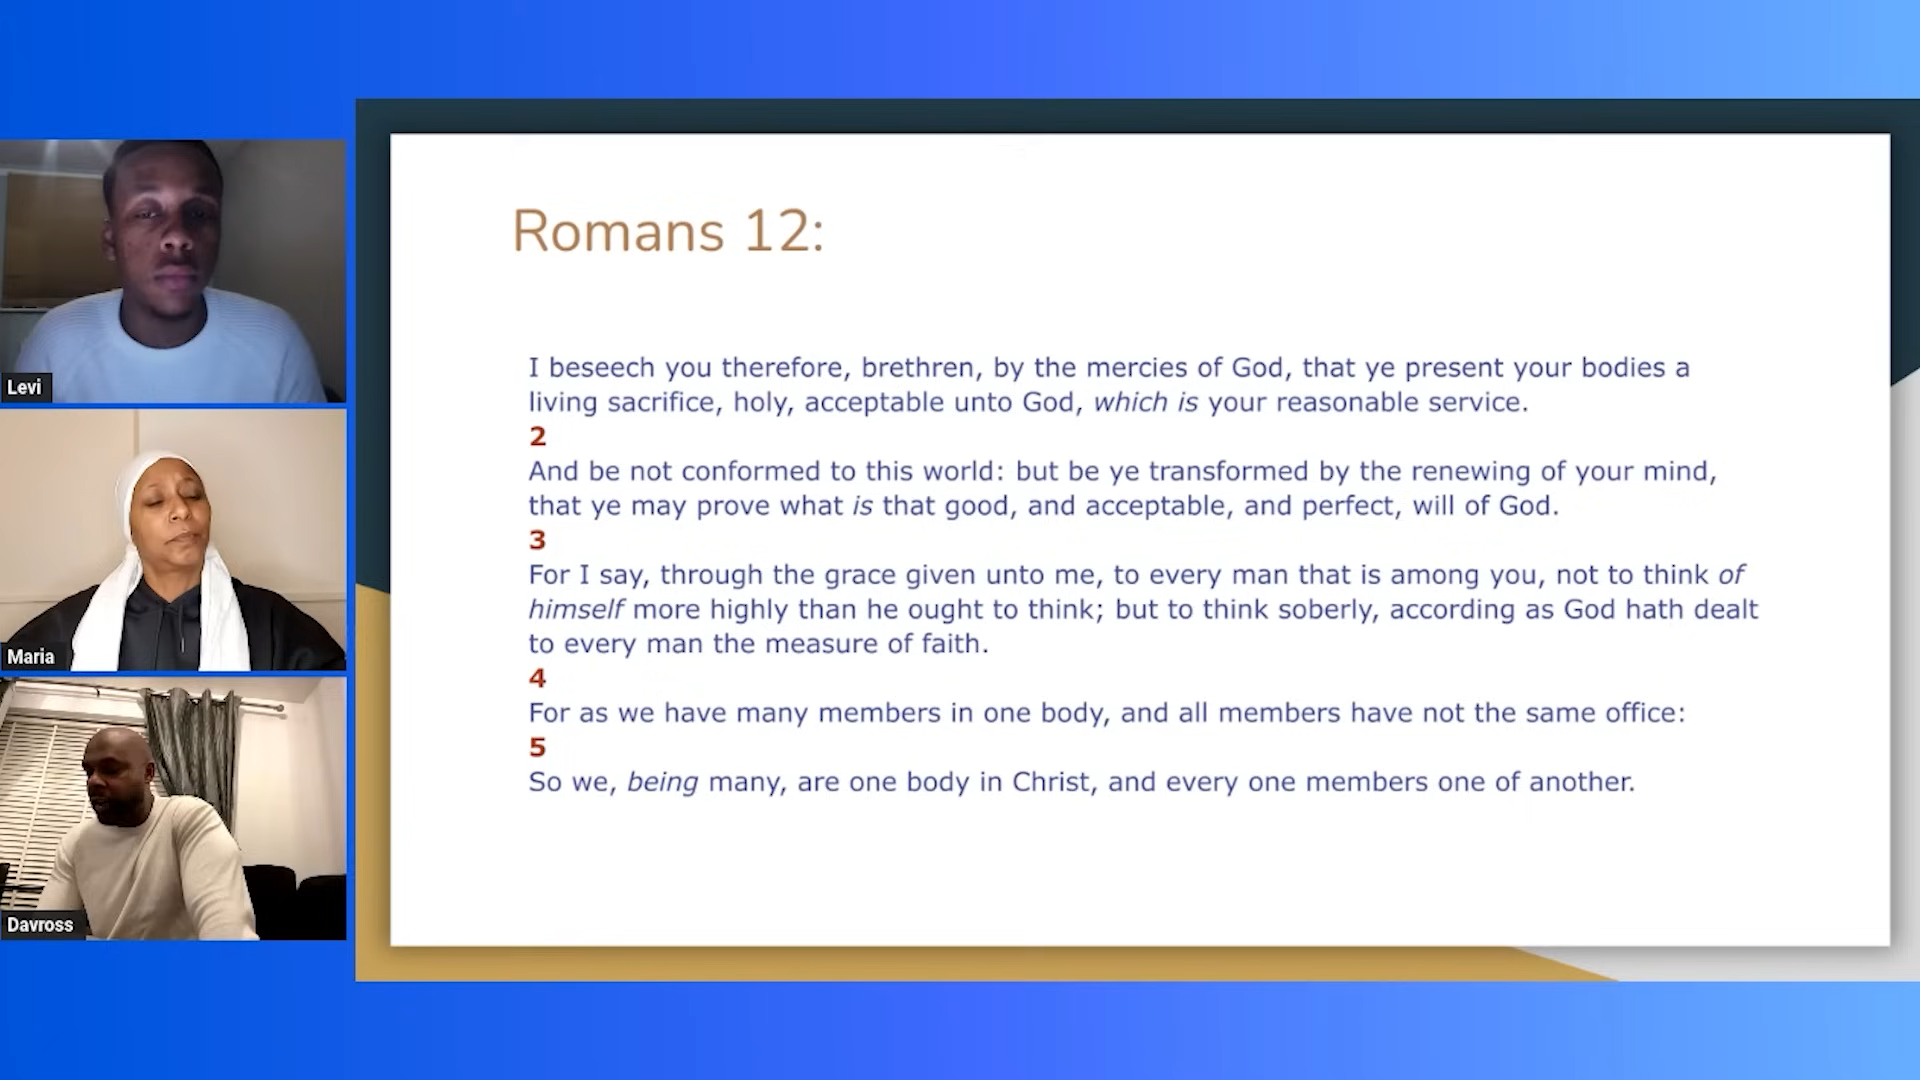 Levi
Maria
Davross
Romans 12:
I beseech you therefore, brethren, by the mercies of God, that ye present your bodies a
living sacrifice, holy, acceptable unto God, which is your reasonable service.
2
And be not conformed to this world: but be ye transformed by the renewing of your mind,
that ye may prove what is that good, and acceptable, and perfect, will of God.
3
For I say, through the grace given unto me, to every man that is among you, not to think of
himself more highly than he ought to think; but to think soberly, according as God hath dealt
to every man the measure of faith.
4
For as we have many members in one body, and all members have not the same office:
5
So we, being many, are one body in Christ, and every one members one of another.